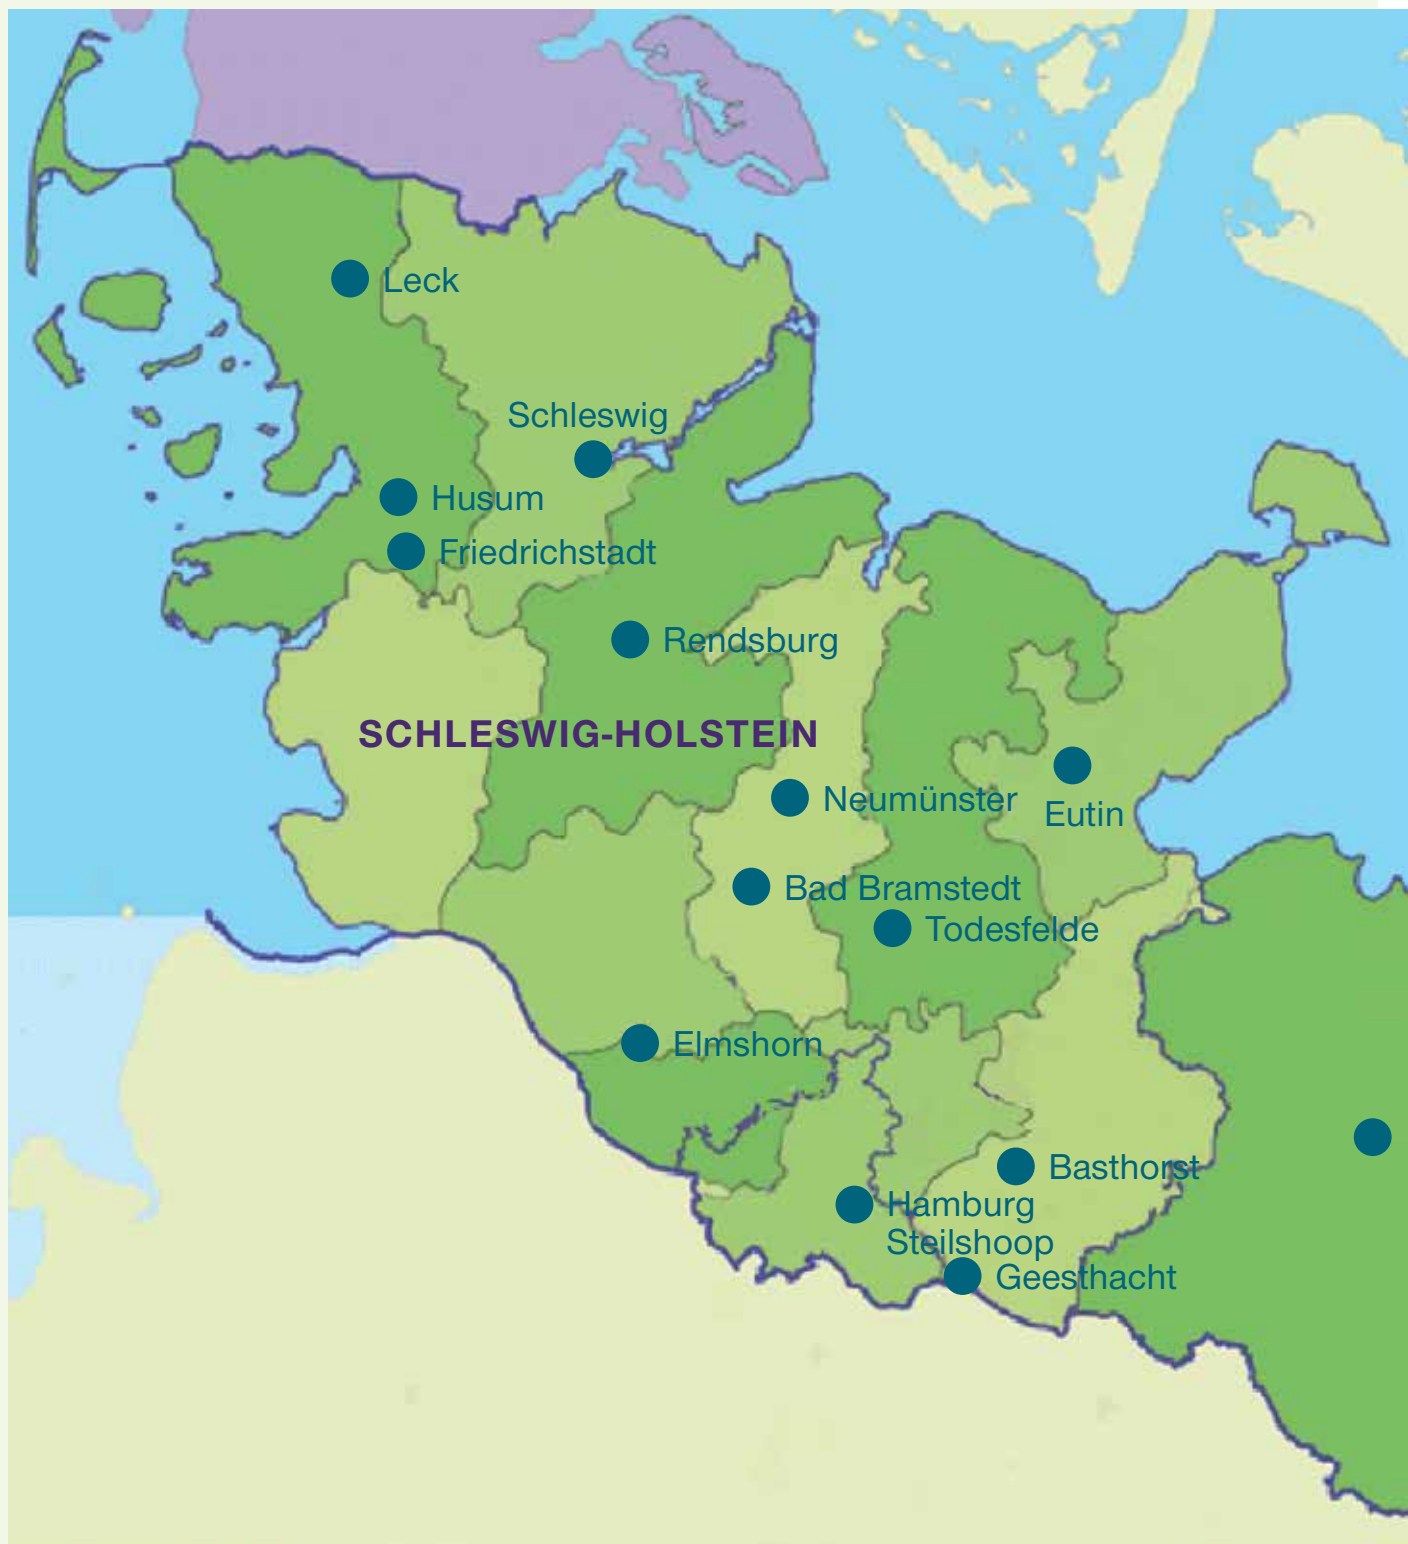 Leck
Schleswig
Husum
Friedrichstadt
Rendsburg
SCHLESWIG-HOLSTEIN
Neumünster
Eutin
Bad Bramstedt
Todesfelde
Elmshorn
Basthorst
Hamburg
Steilshoop
Geesthacht